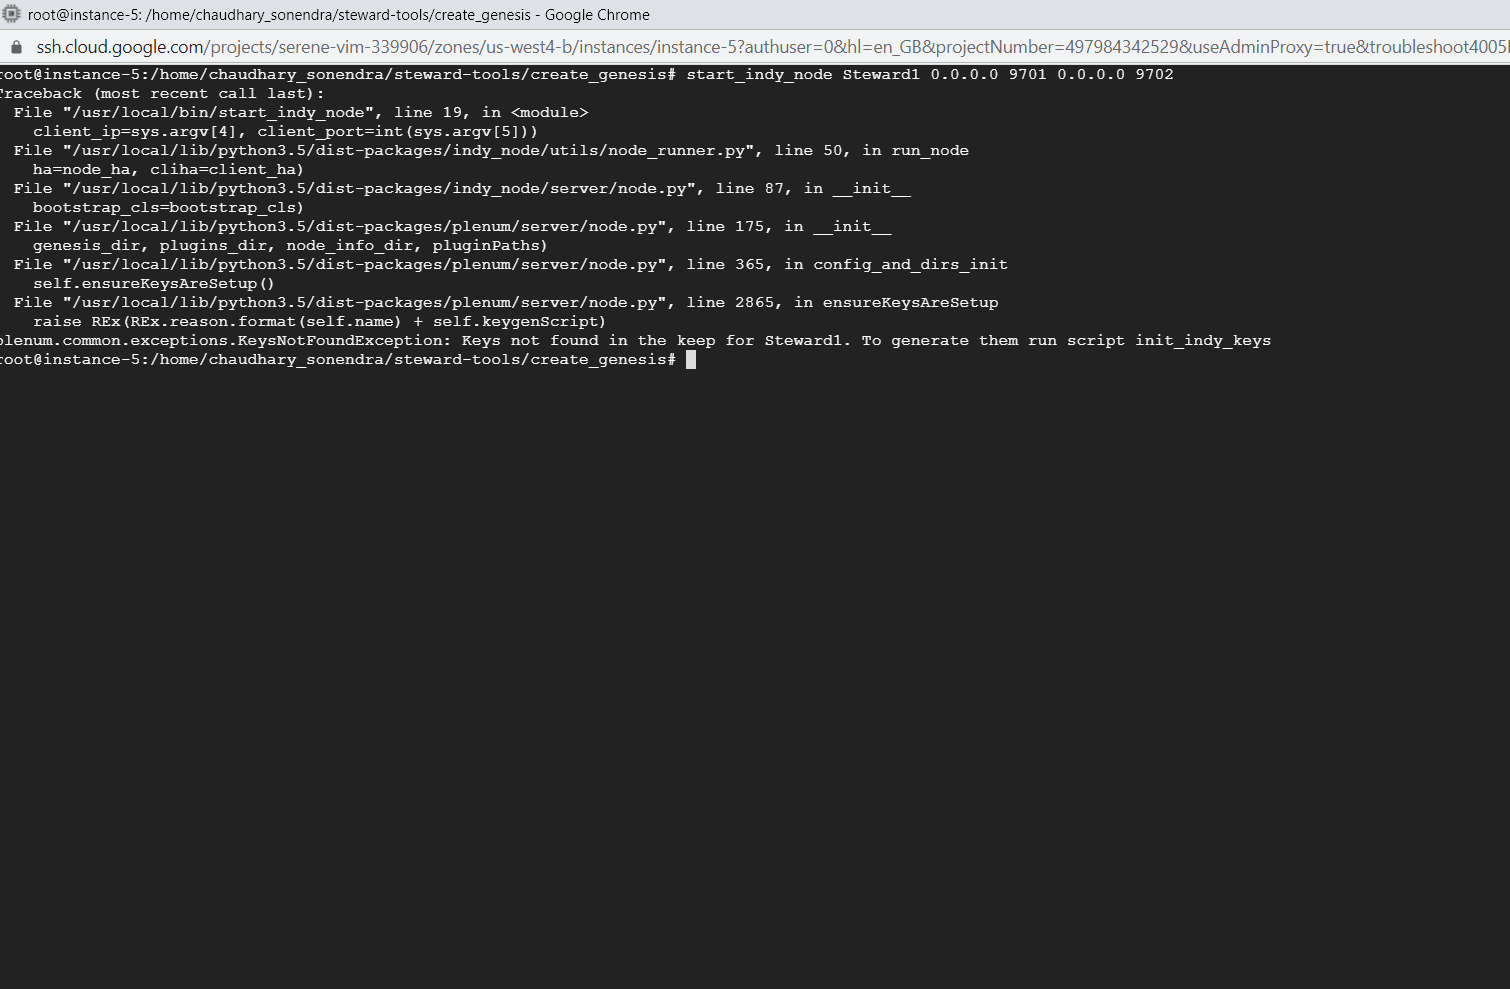 root@instance-5: /home/chaudhary_sonendra/steward-tools/create_genesis - Google Chrome
ssh.cloud.google.com/projects/serene-vim-339906/zones/us-west4-b/instances/instance-5?authuser=0&hl=en_GB&projectNumber=497984342529&useAdminProxy=true&troubleshoot4005
root@instance-5:/home/chaudhary_sonendra/steward-tools/create_genesis# start_indy_node Steward1 0.0.0.0 9701 0.0.0.0 9702
Traceback (most recent call last):
File "/usr/local/bin/start_indy_node", line 19, in <module>
client_ip=sys.argv[4], client_port=int(sys.argv[5]))
File "/usr/local/lib/python3.5/dist-packages/indy_node/utils/node_runner.py", line 50, in run_node
ha=node_ha, cliha=client_ha)
File "/usr/local/lib/python3.5/dist-packages/indy_node/server/node.py", line 87, in __init__
bootstrap_cls=bootstrap_cls)
File "/usr/local/lib/python3.5/dist-packages/plenum/server/node.py", line 175, in __init__
genesis_dir, plugins_dir, node_info_dir, pluginPaths)
File "/usr/local/lib/python3.5/dist-packages/plenum/server/node.py", line 365, in config_and_dirs_init
self.ensureKeysAreSetup()
File "/usr/local/lib/python3.5/dist-packages/plenum/server/node.py", line 2865, in ensureKeysAreSetup
raise REx(REx.reason.format(self.name) + self.keygenScript)
plenum.common.exceptions.KeysNotFoundException: Keys not found in the keep for Steward1. To generate them run script init_indy_keys
root@instance-5:/home/chaudhary_sonendra/steward-tools/create_genesis#